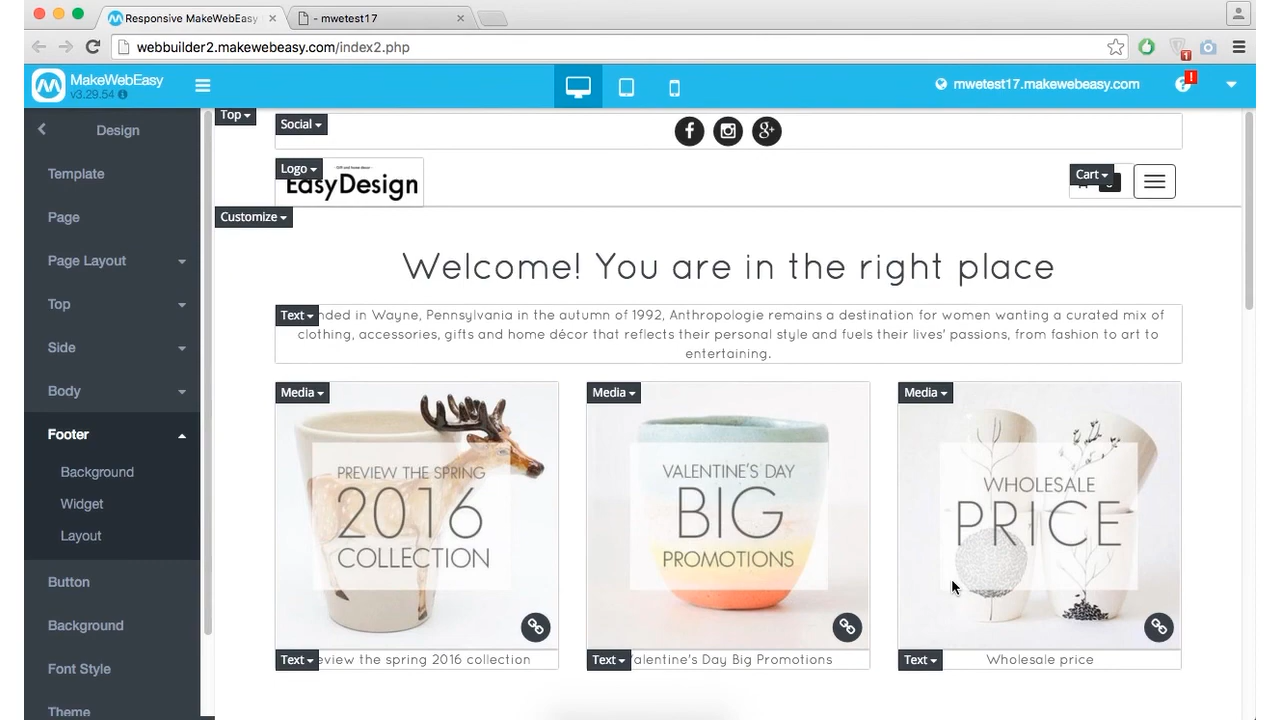 Responsive MakeWebEasy
- mwetest17
webbuilder2.makewebeasy.com/index2.php
1
MakeWebEasy
v3.29.54
mwetest17.makewebeasy.com
?
!
Design
Template
Page
Page Layout
Top
Side
Body
Footer
Background
Widget
Layout
Button
Background
Font Style
Theme
Top
Social
f
g+
Logo
EasyDesign
Cart
Customize
Welcome! You are in the right place
Text
nded in Wayne, Pennsylvania in the autumn of 1992, Anthropologie remains a destination for women wanting a curated mix of
clothing, accessories, gifts and home décor that reflects their personal style and fuels their lives' passions, from fashion to art to
entertaining.
Media
PREVIEW THE SPRING
2016
COLLECTION
Text
eview the spring 2016 collection
Media
VALENTINE'S DAY
BIG
PROMOTIONS
Text
alentine's Day Big Promotions
Media
WHOLESALE
PRICE
Text
Wholesale price